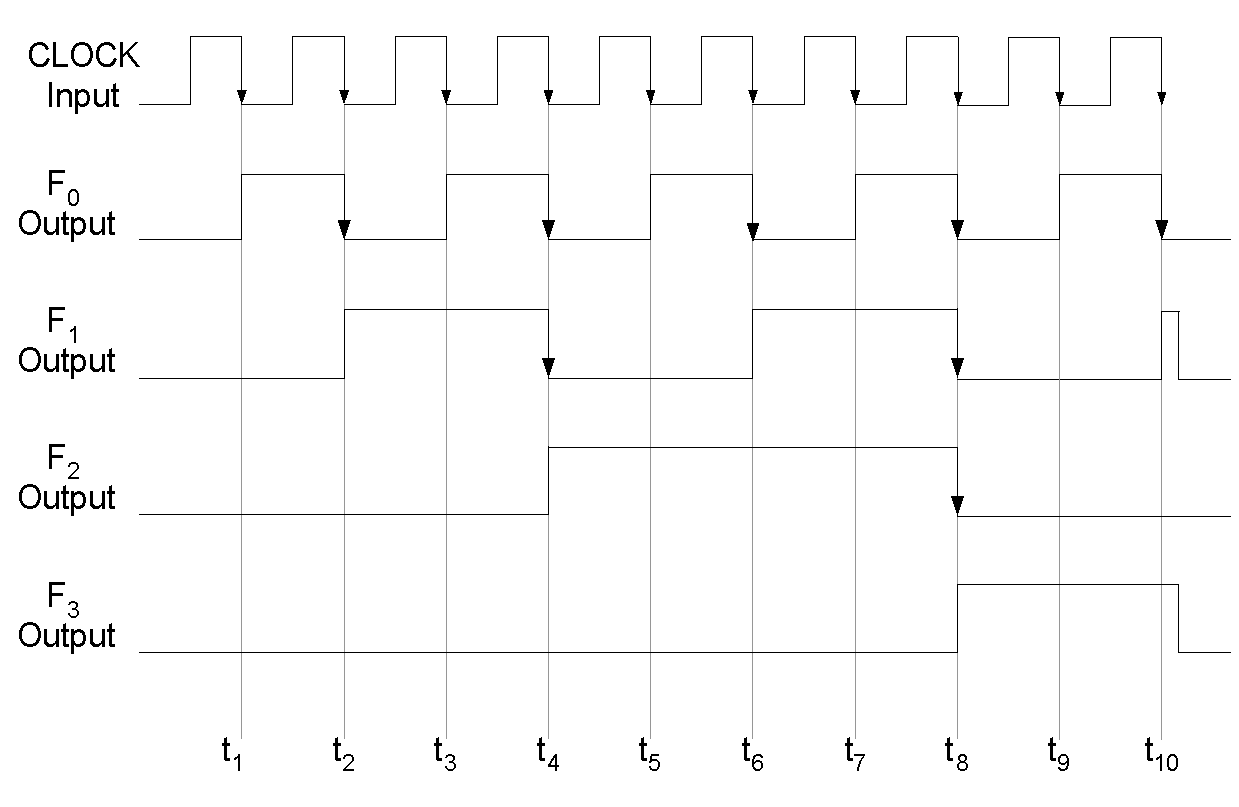 CLOCK
Input
F₀
Output
F₁
Output
F₂
Output
F₃
Output
t₁ t₂ t₃ t₄ t₅ t₆ t₇ t₈ t₉ t₁₀